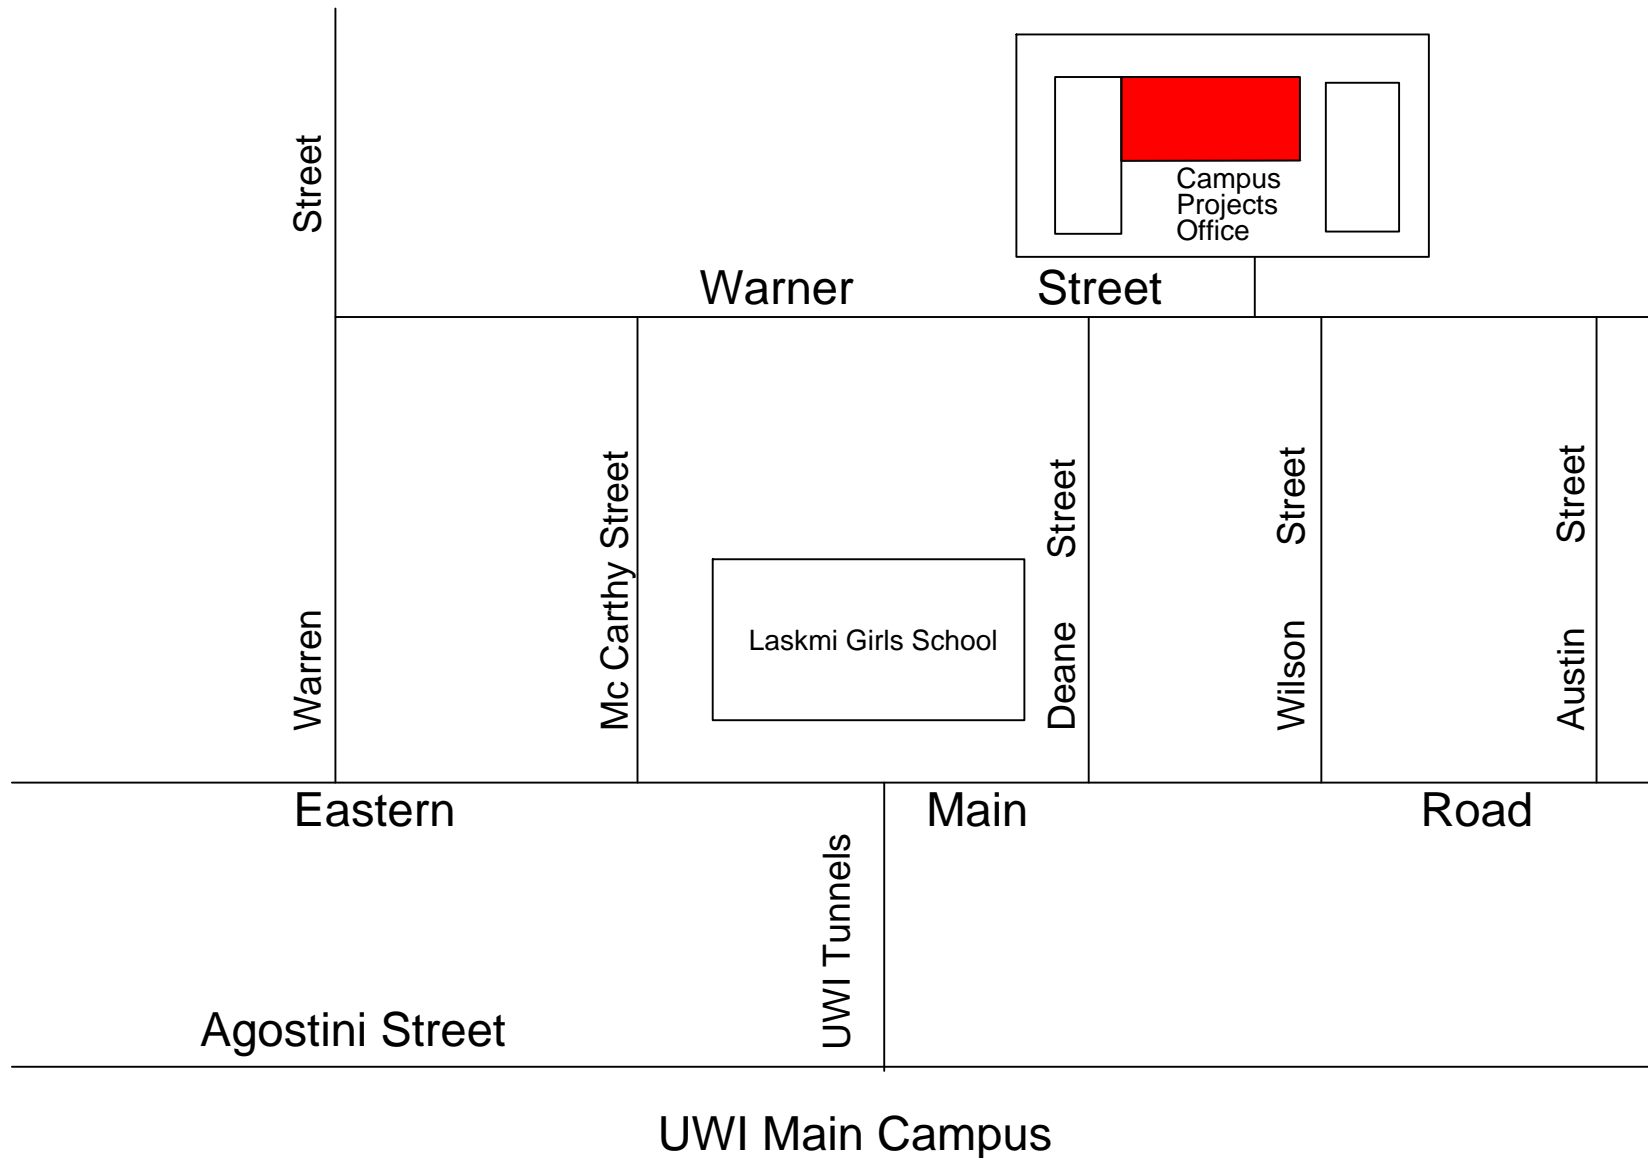 Campus
Projects
Office
Street
Warner Street
Mc Carthy Street
Deane Street
Wilson Street
Austin Street
Laskmi Girls School
Warren
Eastern Main Road
UWI Tunnels
Agostini Street
UWI Main Campus